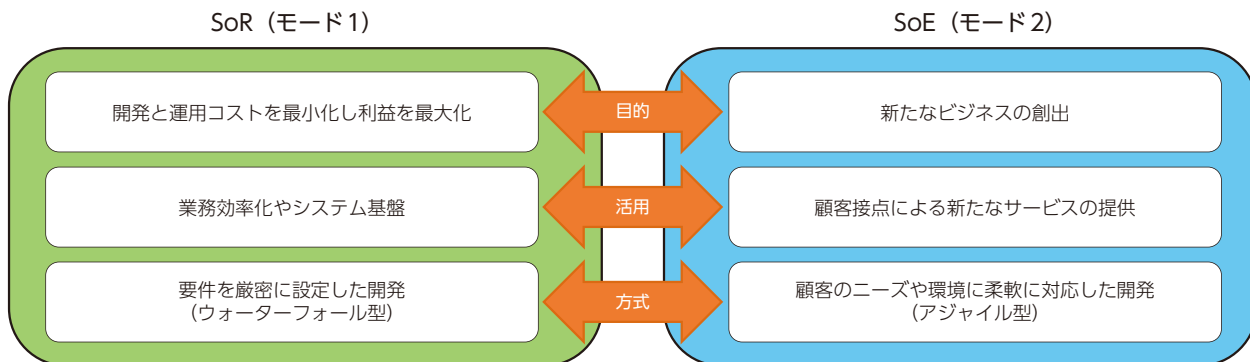 SoR（モード1）
SoE（モード2）
開発と運用コストを最小化し利益を最大化
目的
新たなビジネスの創出
業務効率化やシステム基盤
活用
顧客接点による新たなサービスの提供
要件を厳密に設定した開発
(ウォーターフォール型)
方式
顧客のニーズや環境に柔軟に対応した開発
(アジャイル型)